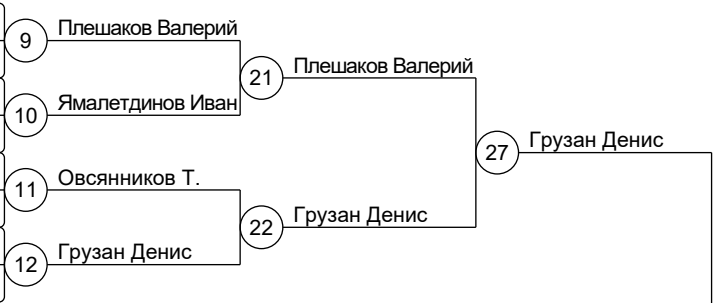 Плешаков Валерий
9
21
Плешаков Валерий
Ямалетдинов Иван
10
27
Грузан Денис
Овсянников Т.
11
22
Грузан Денис
Грузан Денис
12